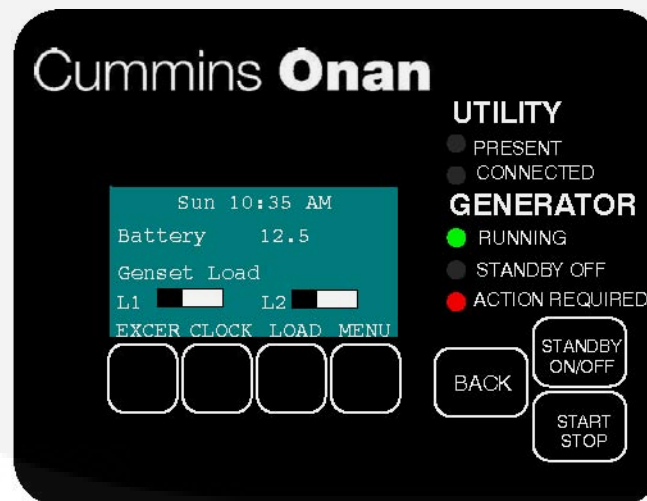 Cummins Onan
UTILITY
PRESENT
CONNECTED
GENERATOR
RUNNING
STANDBY OFF
ACTION REQUIRED
Sun 10:35 AM
Battery 12.5
Genset Load
L1 L2
EXCER CLOCK LOAD MENU
BACK
STANDBY
ON/OFF
START
STOP